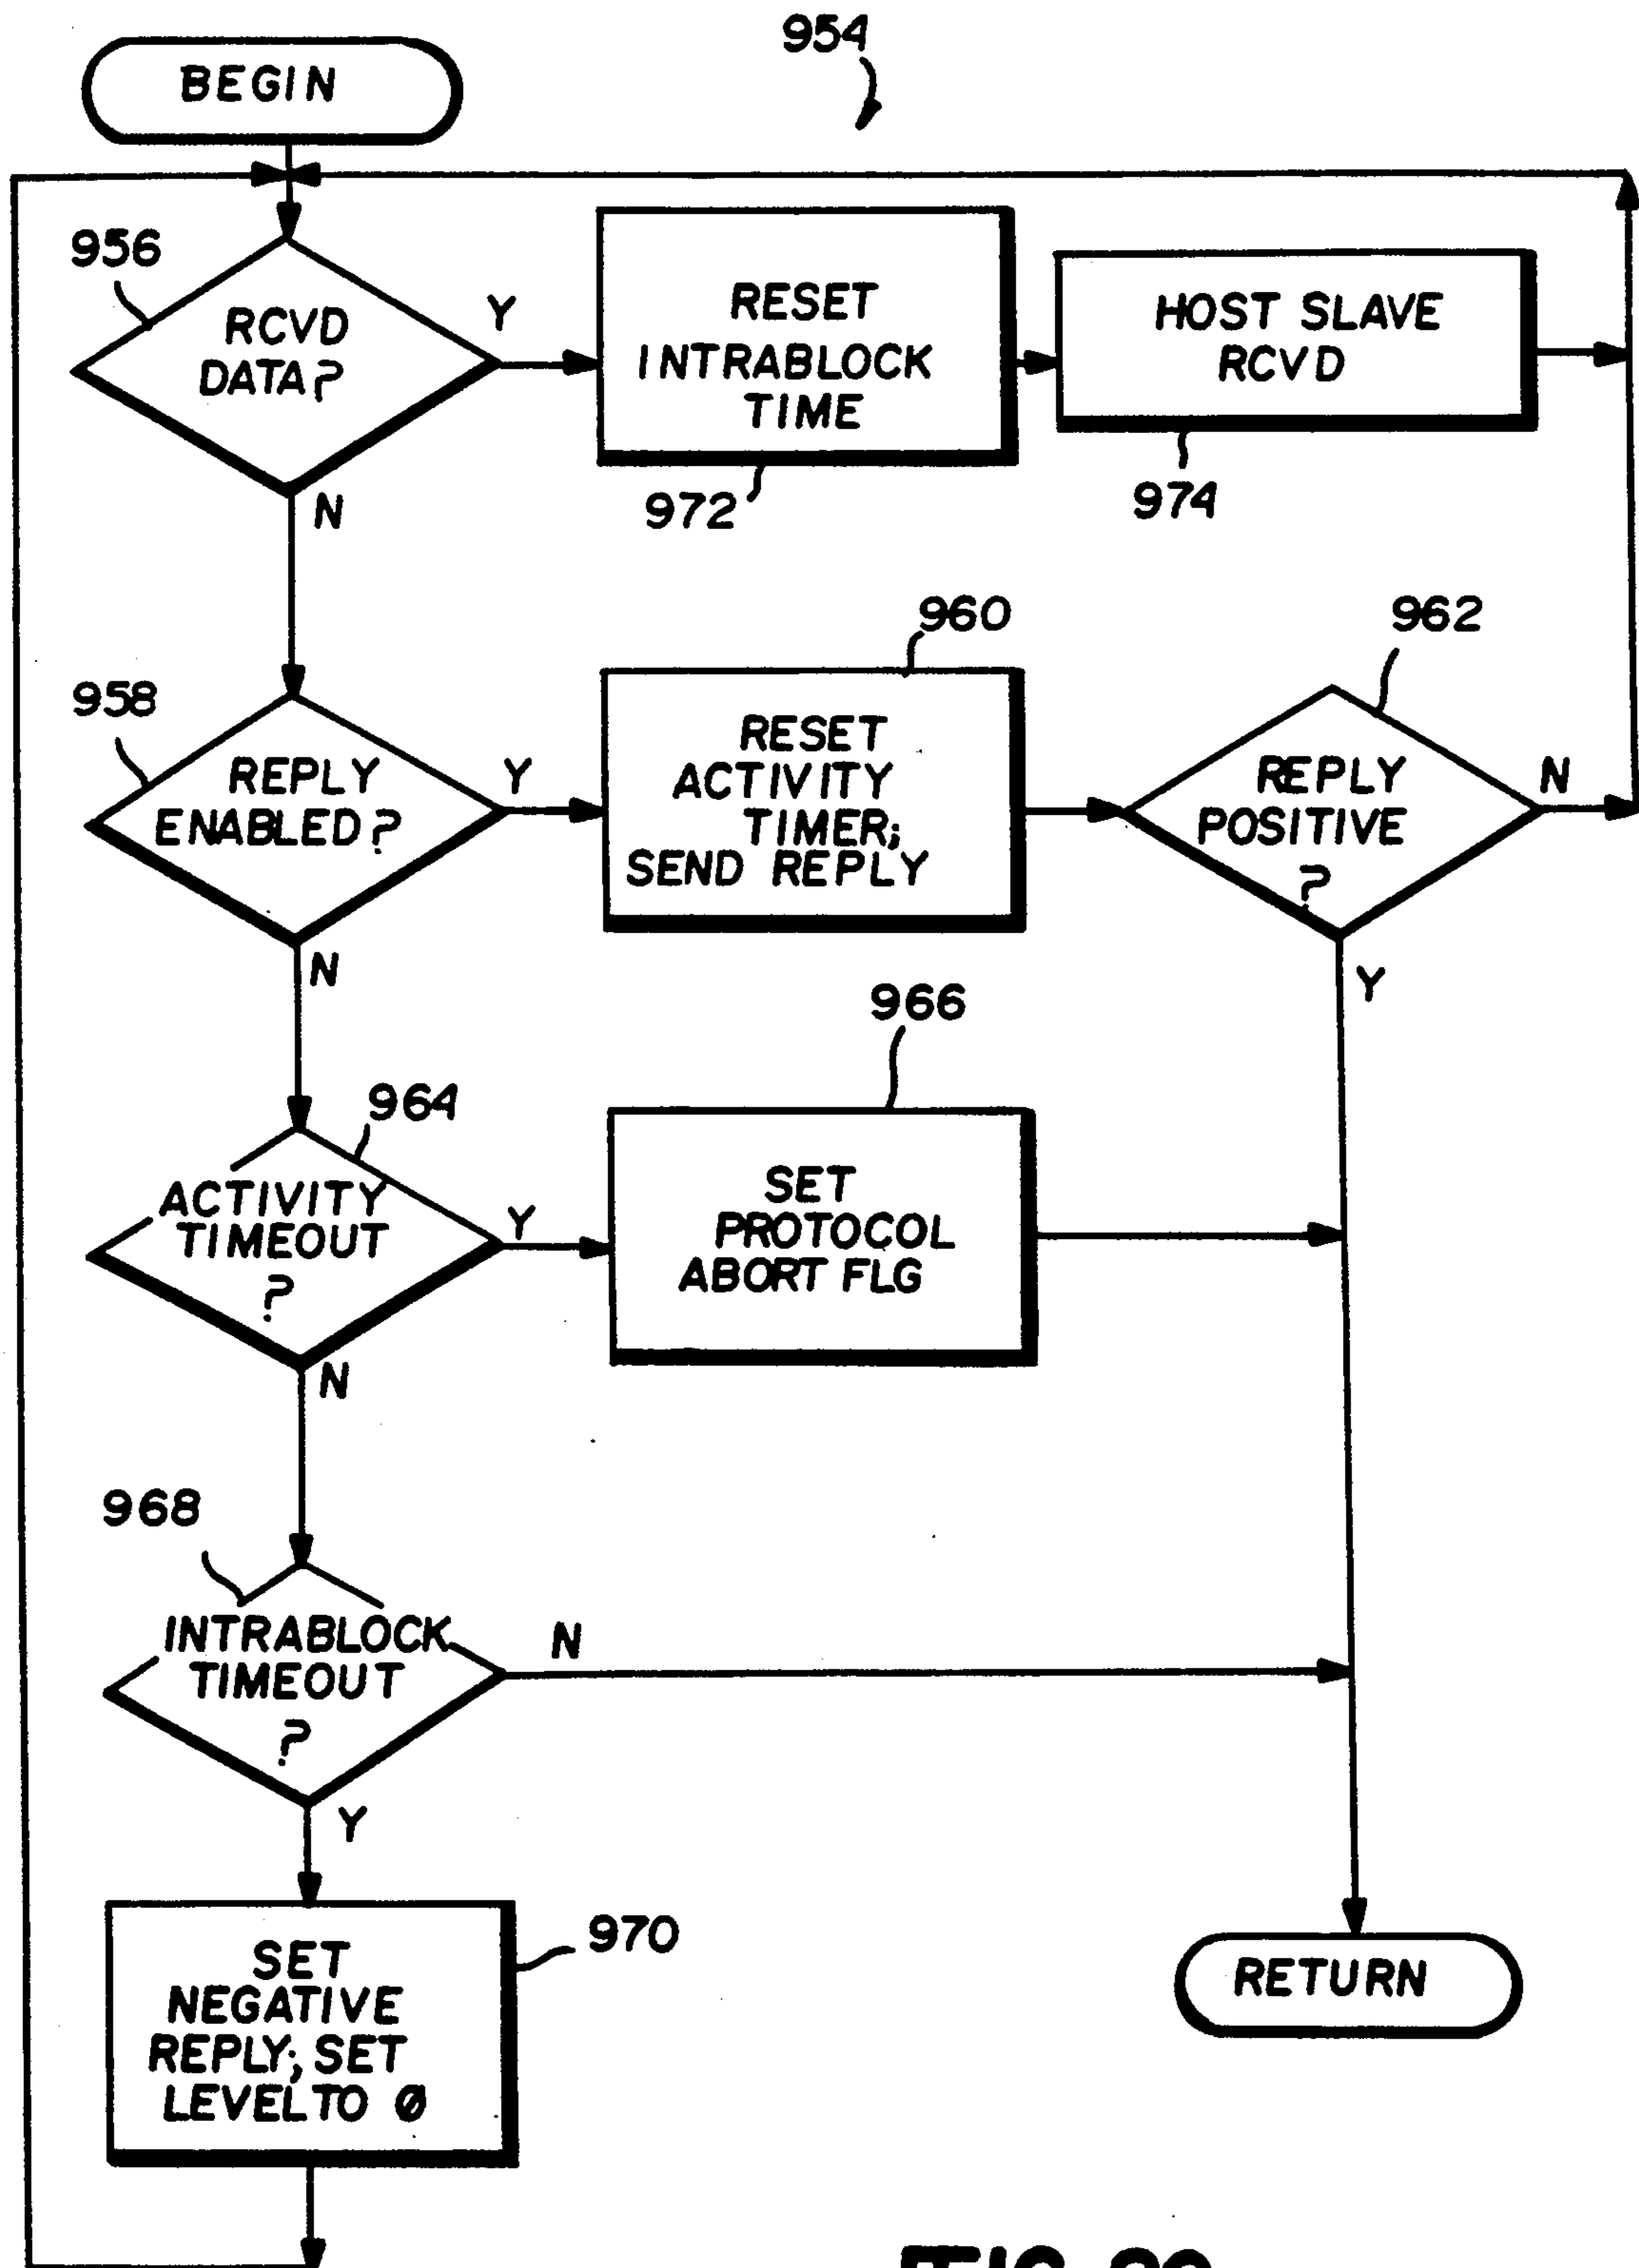 954
BEGIN
956
RCVD
DATA?
Y
N
RESET
INTRABLOCK
TIME
972
HOST SLAVE
RCVD
974
958
REPLY
ENABLED?
Y
N
960
RESET
ACTIVITY
TIMER;
SEND REPLY
962
REPLY
POSITIVE
?
N
Y
964
ACTIVITY
TIMEOUT
?
Y
N
966
SET
PROTOCOL
ABORT FLG
968
INTRABLOCK
TIMEOUT
?
N
Y
SET
NEGATIVE
REPLY; SET
LEVEL TO Ø
970
RETURN